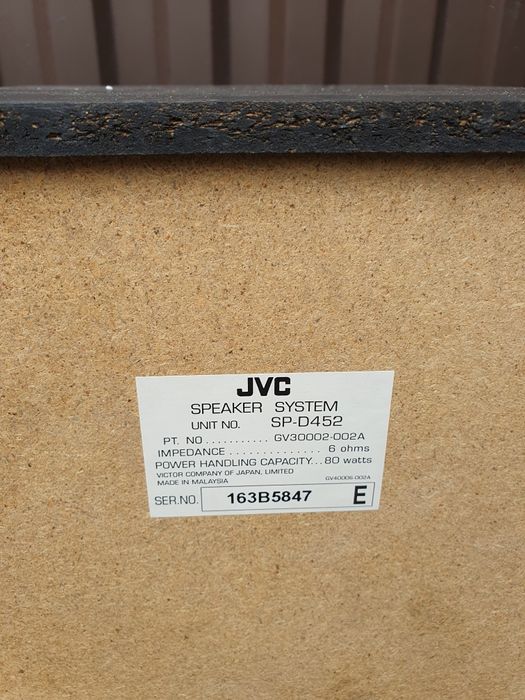 JVC
SPEAKER SYSTEM
UNIT NO. SP-D452
PT. NO........... GV30002-002A
IMPEDANCE .............. 6 ohms
POWER HANDLING CAPACITY... 80 watts
VICTOR COMPANY OF JAPAN, LIMITED
MADE IN MALAYSIA GV40006-002A
SER.NO. 163B5847 E